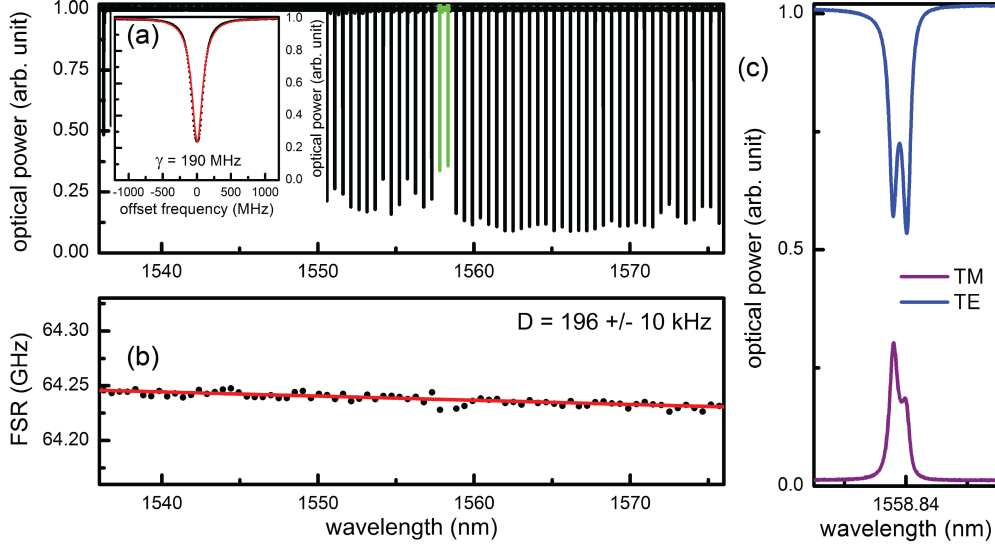 1.00
0.75
0.50
0.25
0.00
optical power (arb. unit)
(a)
γ = 190 MHz
-1000 -500 0 500 1000
offset frequency (MHz)
1.0
0.8
0.6
0.4
0.2
0.0
optical power (arb. unit)
1540 1550 1560 1570
64.30
64.25
64.20
FSR (GHz)
(b)
D = 196 +/- 10 kHz
1540 1550 1560 1570
wavelength (nm)
(c)
1.0
0.5
0.0
optical power (arb. unit)
TM
TE
1558.84
wavelength (nm)